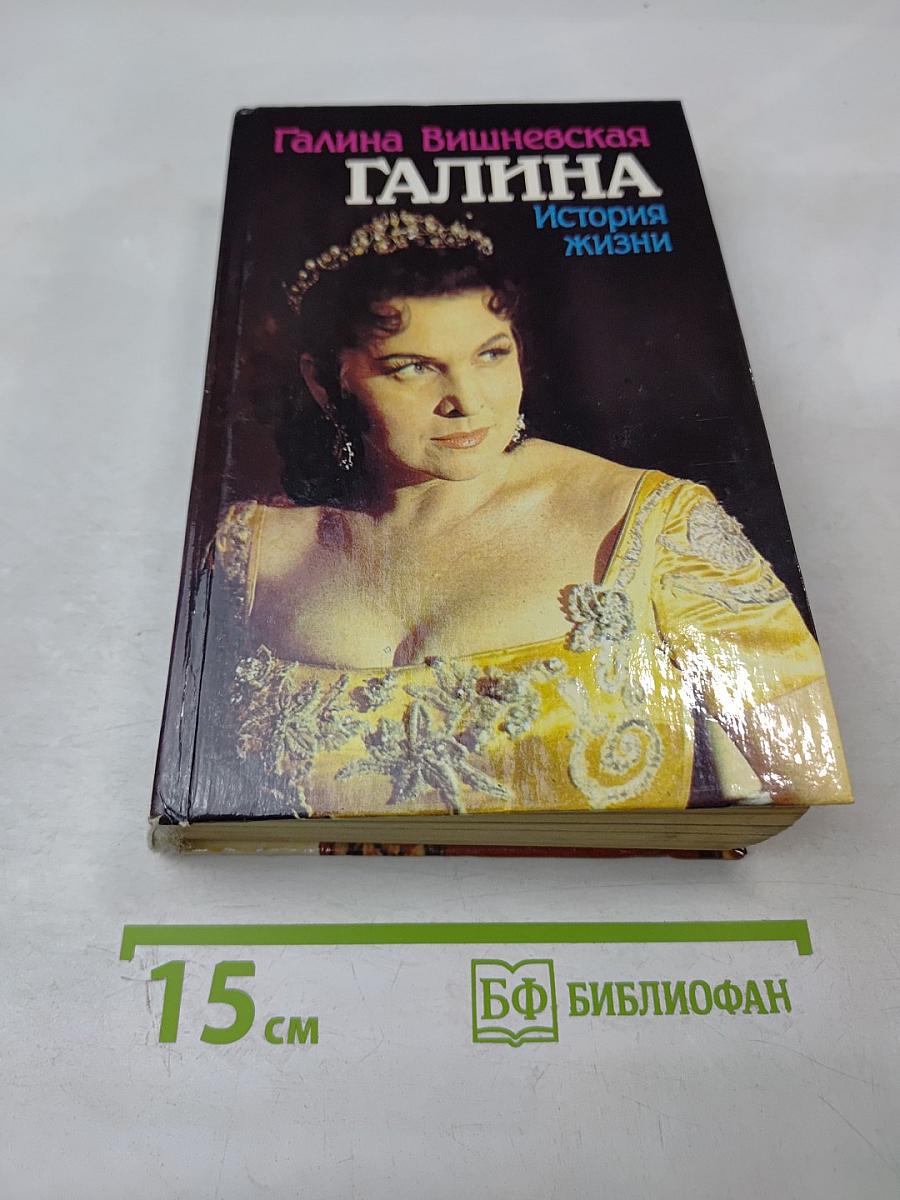 Галина Вишневская
ГАЛИНА
История
жизни
15 см
БФ БИБЛИОФАН